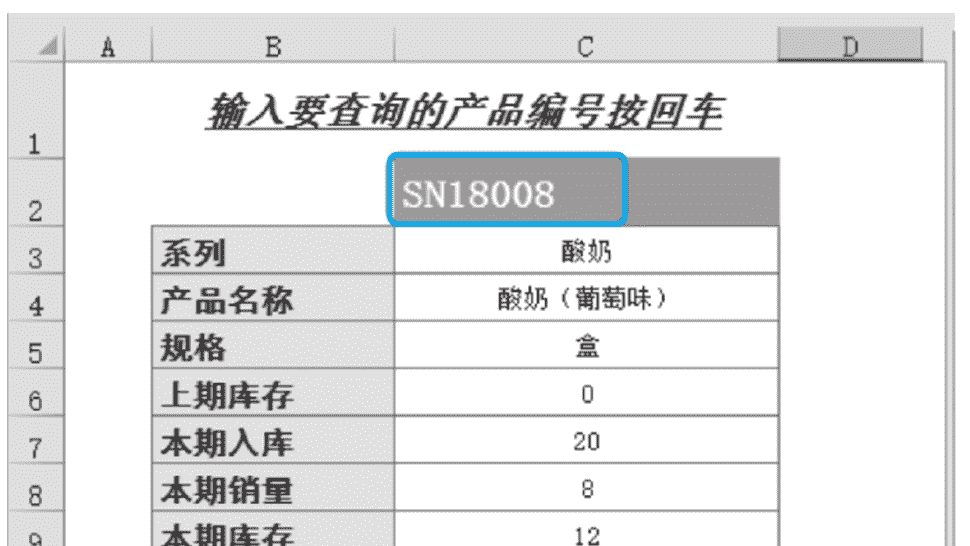 A B C D
1 输入要查询的产品编号按回车
2 SN18008
3 系列 酸奶
4 产品名称 酸奶（葡萄味）
5 规格 盒
6 上期库存 0
7 本期入库 20
8 本期销量 8
9 本期库存 12